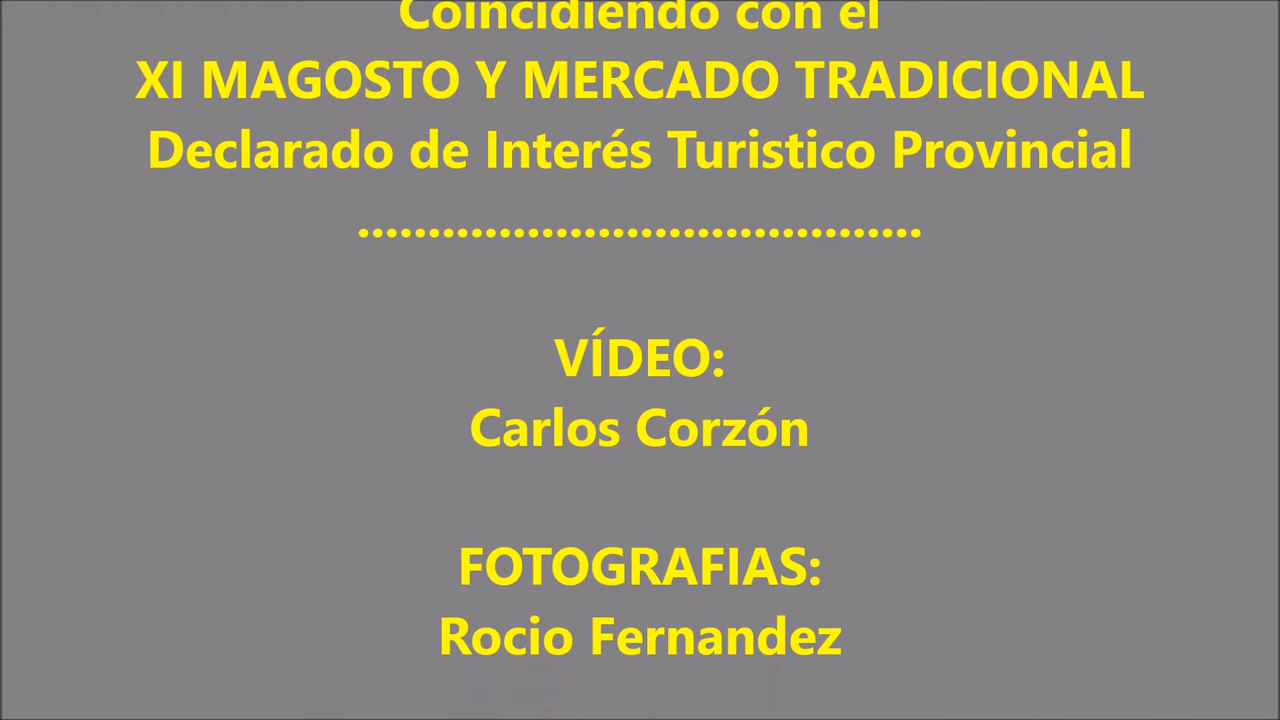 Coincidiendo con el
XI MAGOSTO Y MERCADO TRADICIONAL
Declarado de Interés Turistico Provincial
........................................
VÍDEO:
Carlos Corzón
FOTOGRAFIAS:
Rocio Fernandez